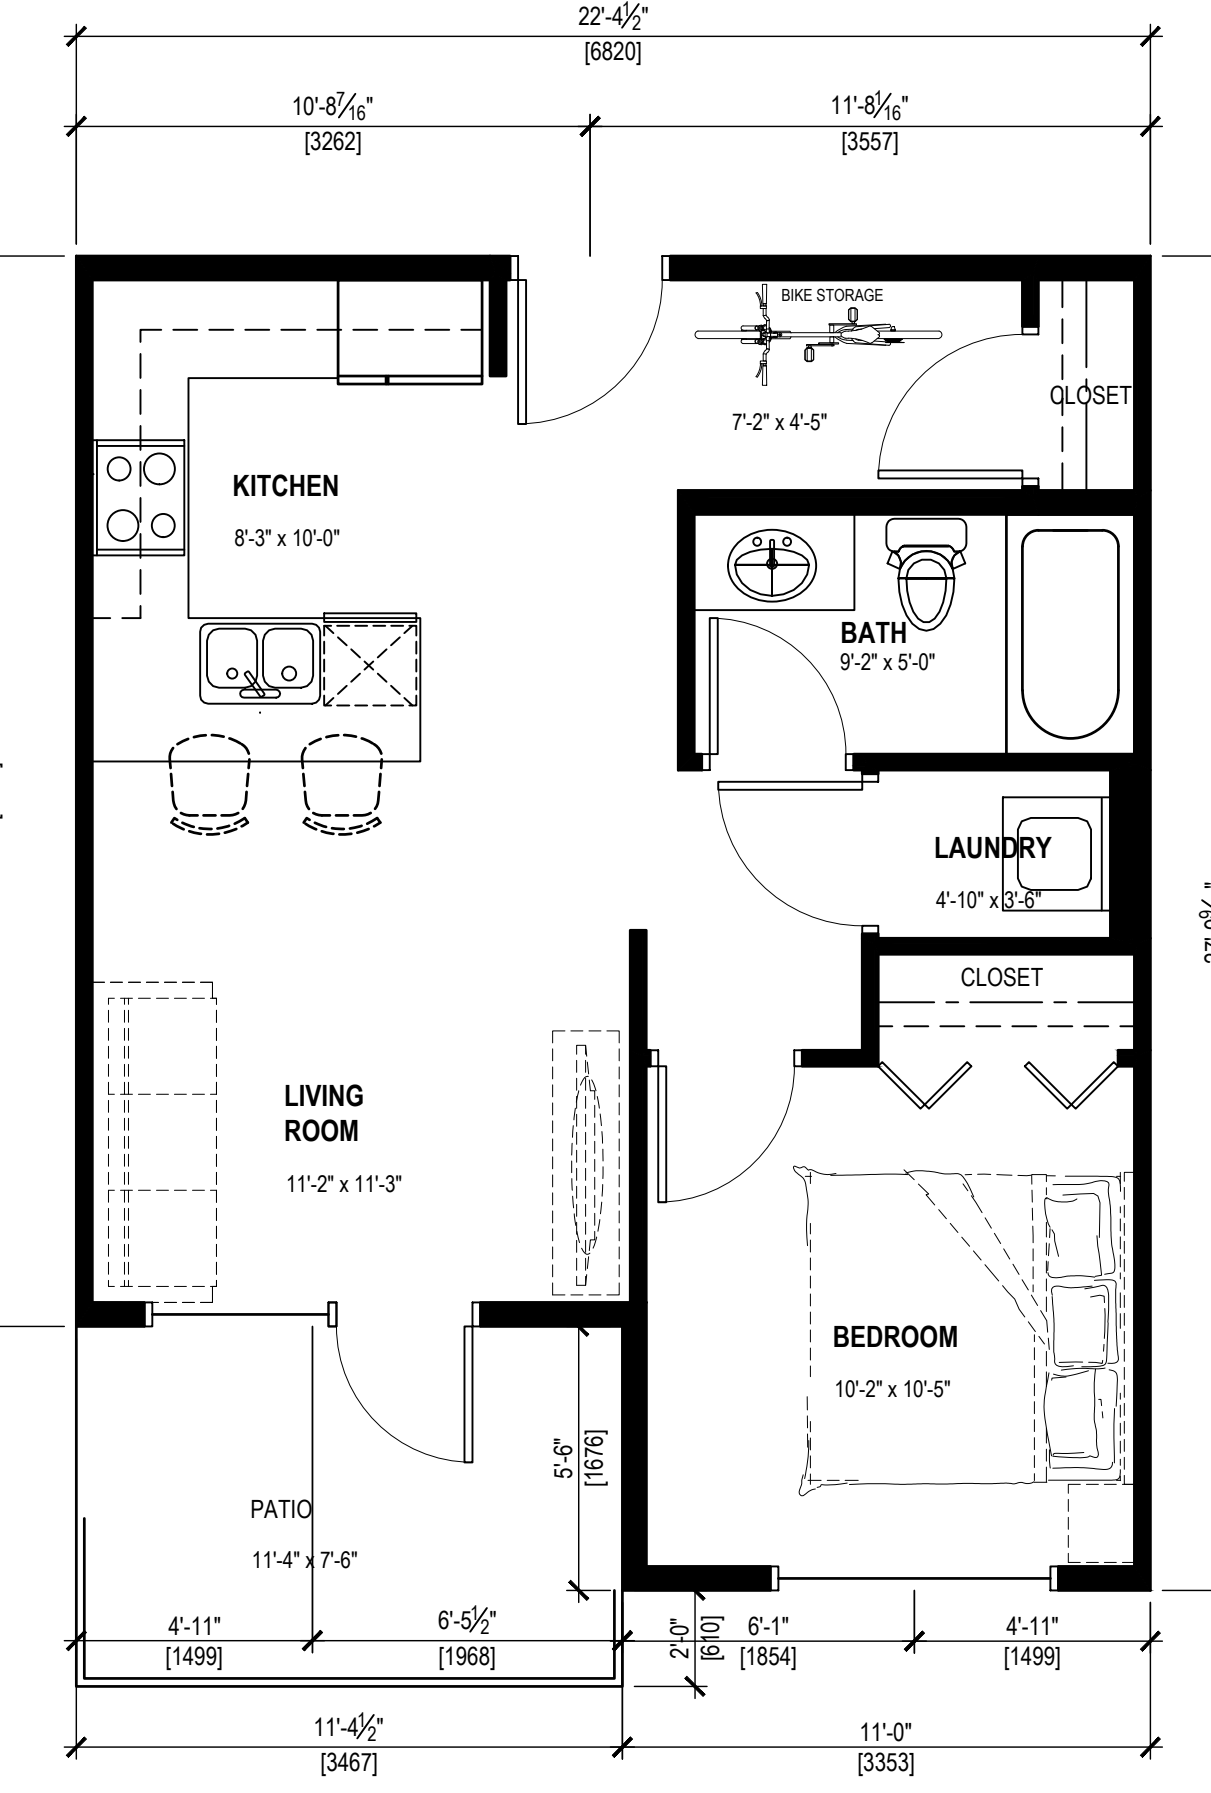 22'-4½"
[6820]
10'-8⁷⁄₁₆"
[3262]
11'-8¹⁄₁₆"
[3557]
BIKE STORAGE
CLOSET
7'-2" x 4'-5"
KITCHEN
8'-3" x 10'-0"
BATH
9'-2" x 5'-0"
LAUNDRY
4'-10" x 3'-6"
CLOSET
LIVING
ROOM
11'-2" x 11'-3"
BEDROOM
10'-2" x 10'-5"
5'-6"
[1676]
PATIO
11'-4" x 7'-6"
4'-11"
[1499]
6'-5½"
[1968]
2'-0"
[610]
6'-1"
[1854]
4'-11"
[1499]
11'-4½"
[3467]
11'-0"
[3353]